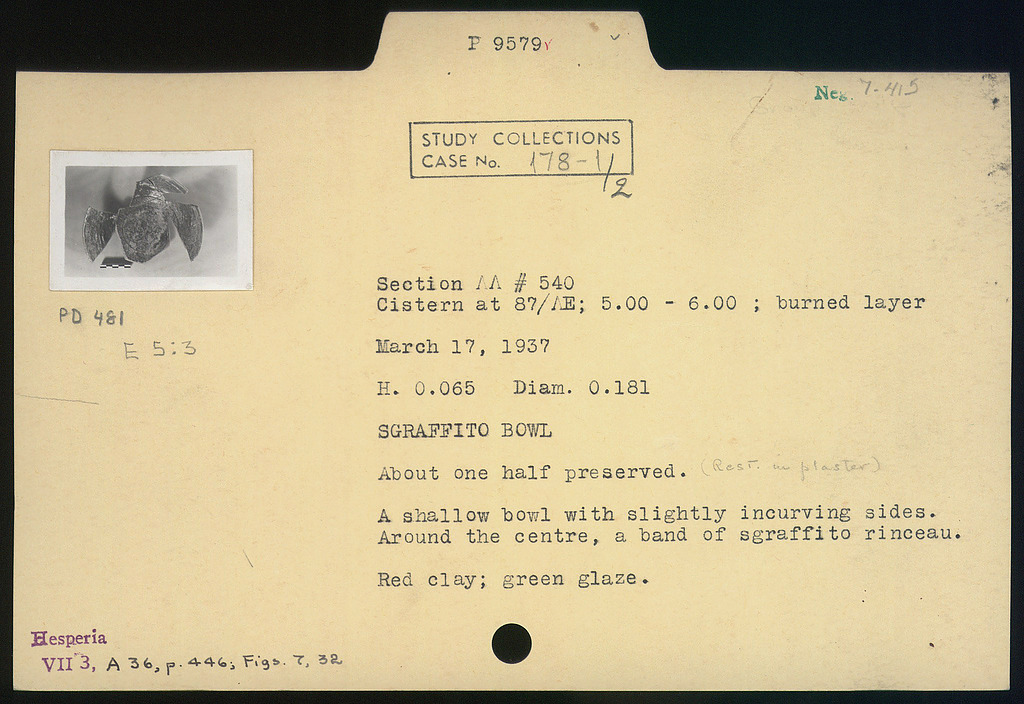 P 9579
Neg. 7-415
STUDY COLLECTIONS
CASE No. 178-1/2
PD 481
E 5:3
Section ΛΛ # 540
Cistern at 87/ΛE; 5.00 - 6.00 ; burned layer
March 17, 1937
H. 0.065 Diam. 0.181
SGRAFFITO BOWL
About one half preserved. (Rest. in plaster)
A shallow bowl with slightly incurving sides.
Around the centre, a band of sgraffito rinceau.
Red clay; green glaze.
Hesperia
VII 3, A 36, p. 446; Figs. 7, 32